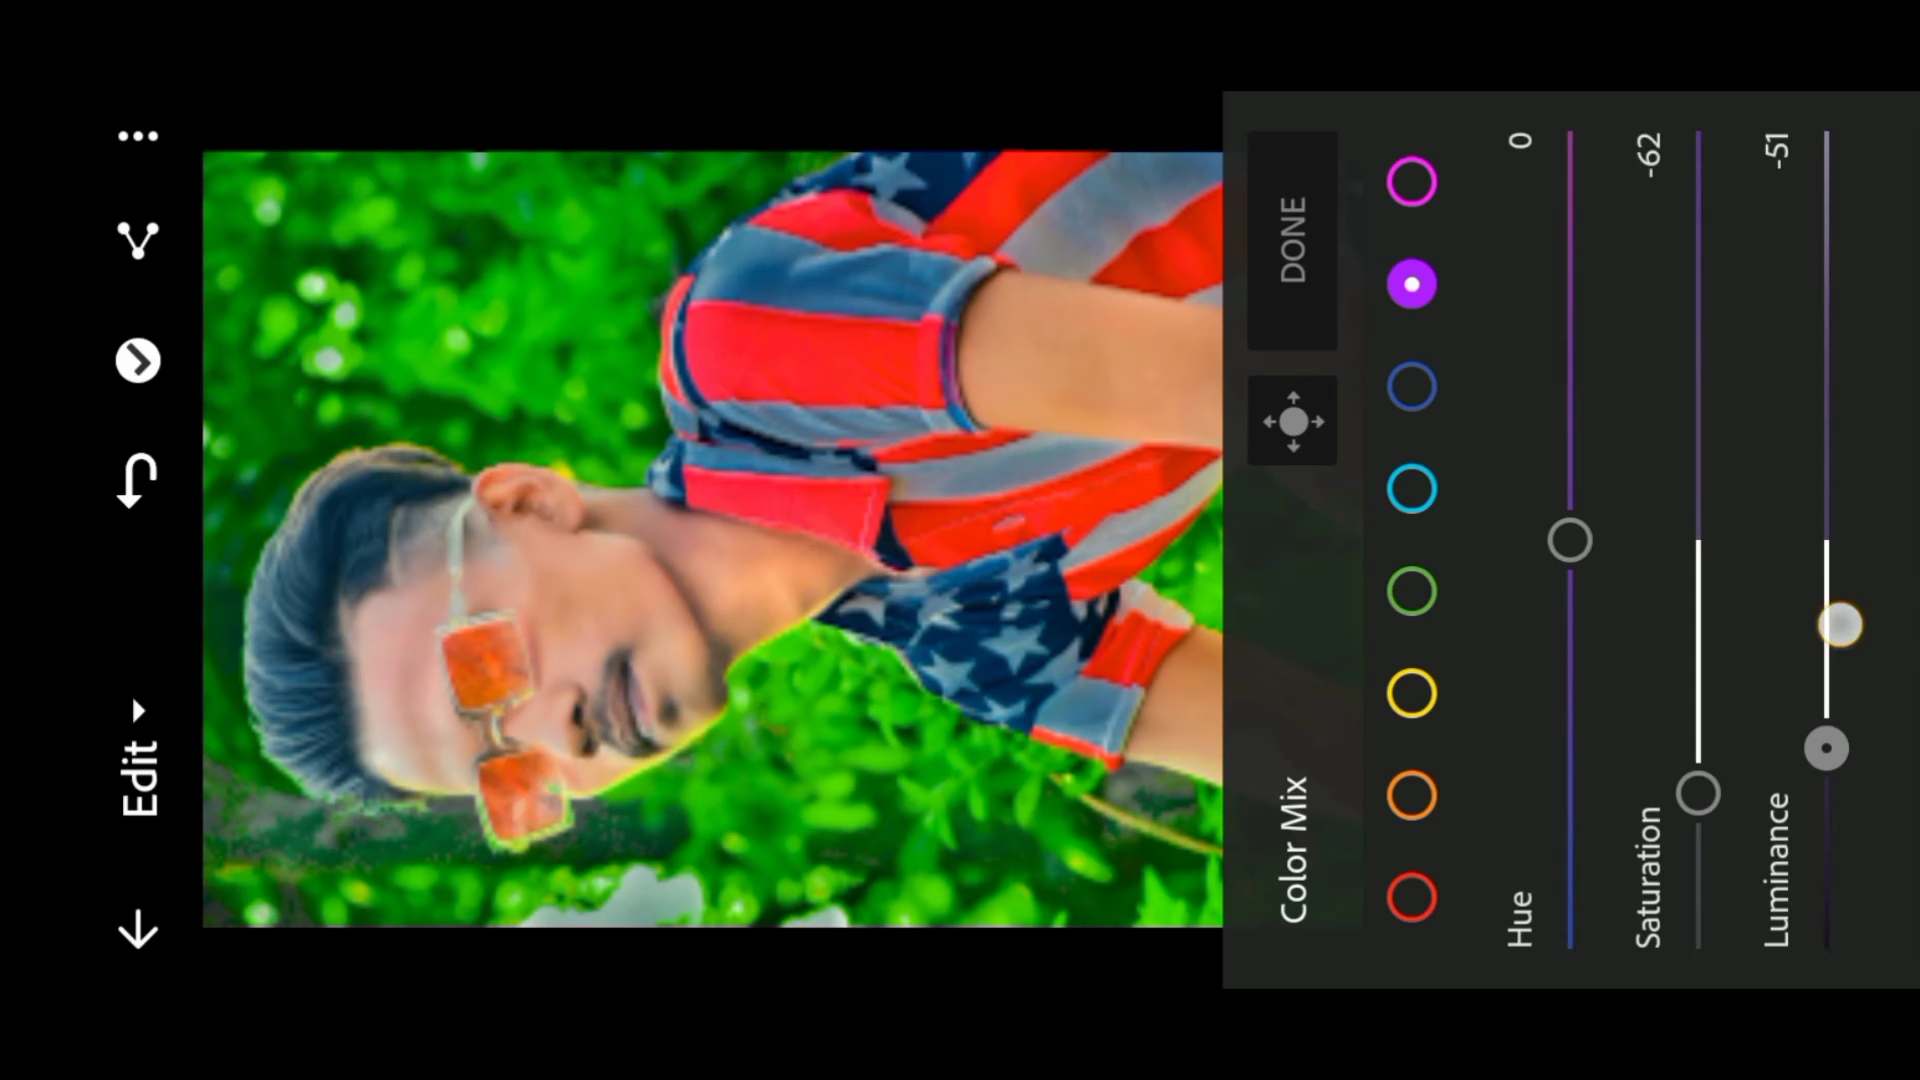 Edit
Color Mix
DONE
Hue
0
Saturation
-62
Luminance
-51